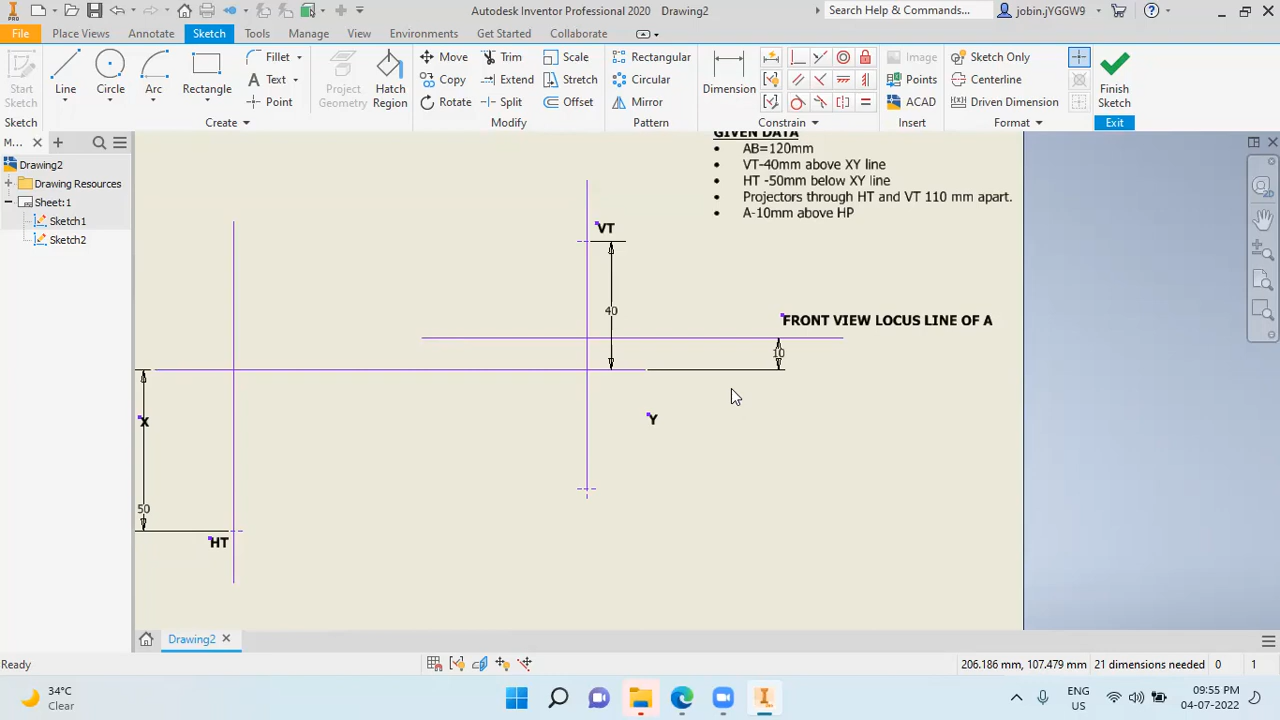 Autodesk Inventor Professional 2020 Drawing2
Search Help & Commands...
jobin.jYGGW9
File Place Views Annotate Sketch Tools Manage View Environments Get Started Collaborate
Start Sketch
Line
Circle
Arc
Rectangle
Fillet
Text
Point
Project Geometry
Hatch Region
Move
Copy
Rotate
Trim
Extend
Split
Scale
Stretch
Offset
Rectangular
Circular
Mirror
Dimension
Image
Points
ACAD
Sketch Only
Centerline
Driven Dimension
Finish Sketch
Sketch Create Modify Pattern Constrain Insert Format Exit
M...
Drawing2
Drawing Resources
Sheet:1
Sketch1
Sketch2
GIVEN DATA
• AB=120mm
• VT-40mm above XY line
• HT -50mm below XY line
• Projectors through HT and VT 110 mm apart.
• A-10mm above HP
VT
40
FRONT VIEW LOCUS LINE OF A
10
X
Y
50
HT
Drawing2
Ready
206.186 mm, 107.479 mm 21 dimensions needed 0 1
34°C
Clear
ENG
US
09:55 PM
04-07-2022